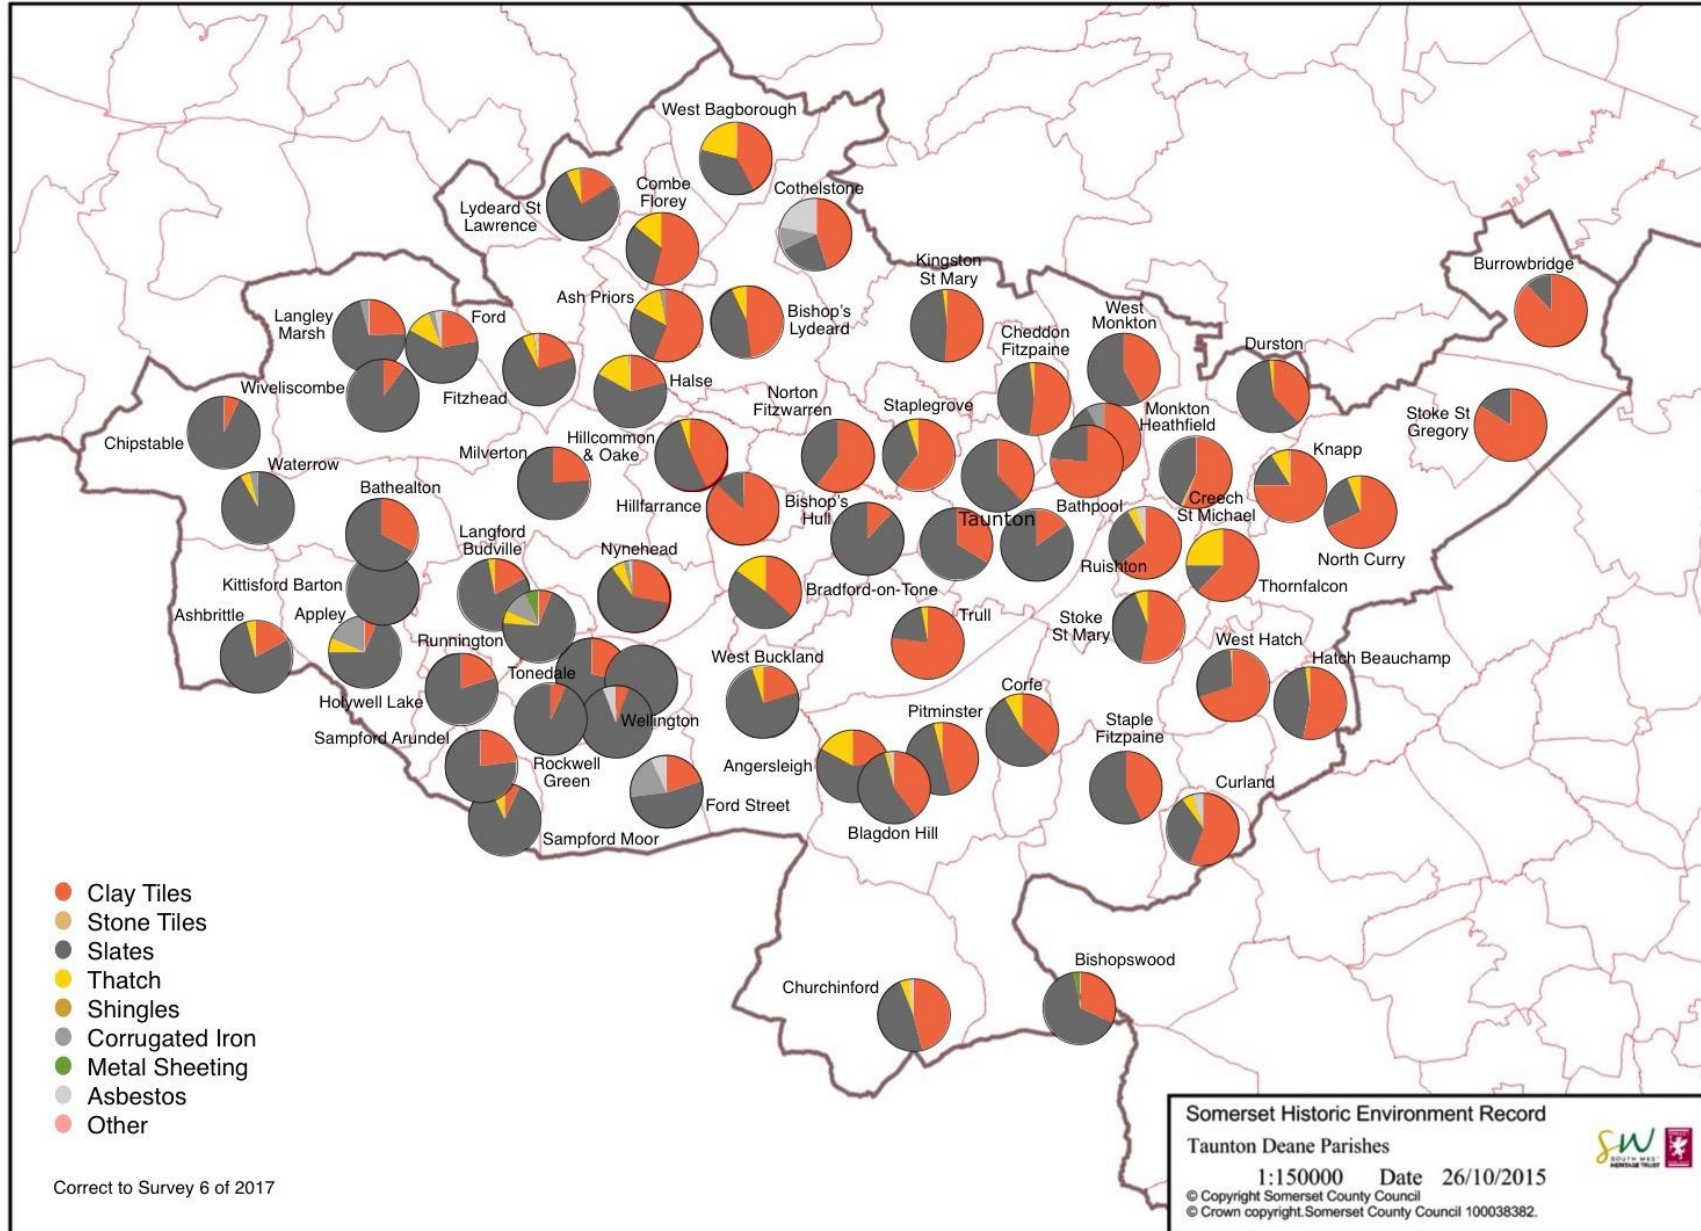 West Bagborough
Combe
Florey
Cothelstone
Lydeard St
Lawrence
Kingston
St Mary
Burrowbridge
Ash Priors
Bishop's
Lydeard
Langley
Marsh
Ford
West
Monkton
Cheddon
Fitzpaine
Durston
Wiveliscombe
Fitzhead
Halse
Norton
Fitzwarren
Staplegrove
Monkton
Heathfield
Stoke St
Gregory
Chipstable
Milverton
Hillcommon
& Oake
Knapp
Waterrow
Bathealton
Hillfarrance
Bishop's
Hull
Taunton
Bathpool
Creech
St Michael
North Curry
Langford
Budville
Nynehead
Ruishton
Kittisford Barton
Bradford-on-Tone
Thornfalcon
Ashbrittle
Appley
Trull
Stoke
St Mary
Runnington
West Hatch
Hatch Beauchamp
Tonedale
West Buckland
Holywell Lake
Wellington
Corfe
Pitminster
Staple
Fitzpaine
Sampford Arundel
Rockwell
Green
Angersleigh
Curland
Ford Street
Blagdon Hill
Sampford Moor
Churchinford
Bishopswood
Clay Tiles
Stone Tiles
Slates
Thatch
Shingles
Corrugated Iron
Metal Sheeting
Asbestos
Other
Correct to Survey 6 of 2017
Somerset Historic Environment Record
Taunton Deane Parishes
1:150000 Date 26/10/2015
© Copyright Somerset County Council
© Crown copyright.Somerset County Council 100038382.
SW
SOUTH WEST
HERITAGE TRUST